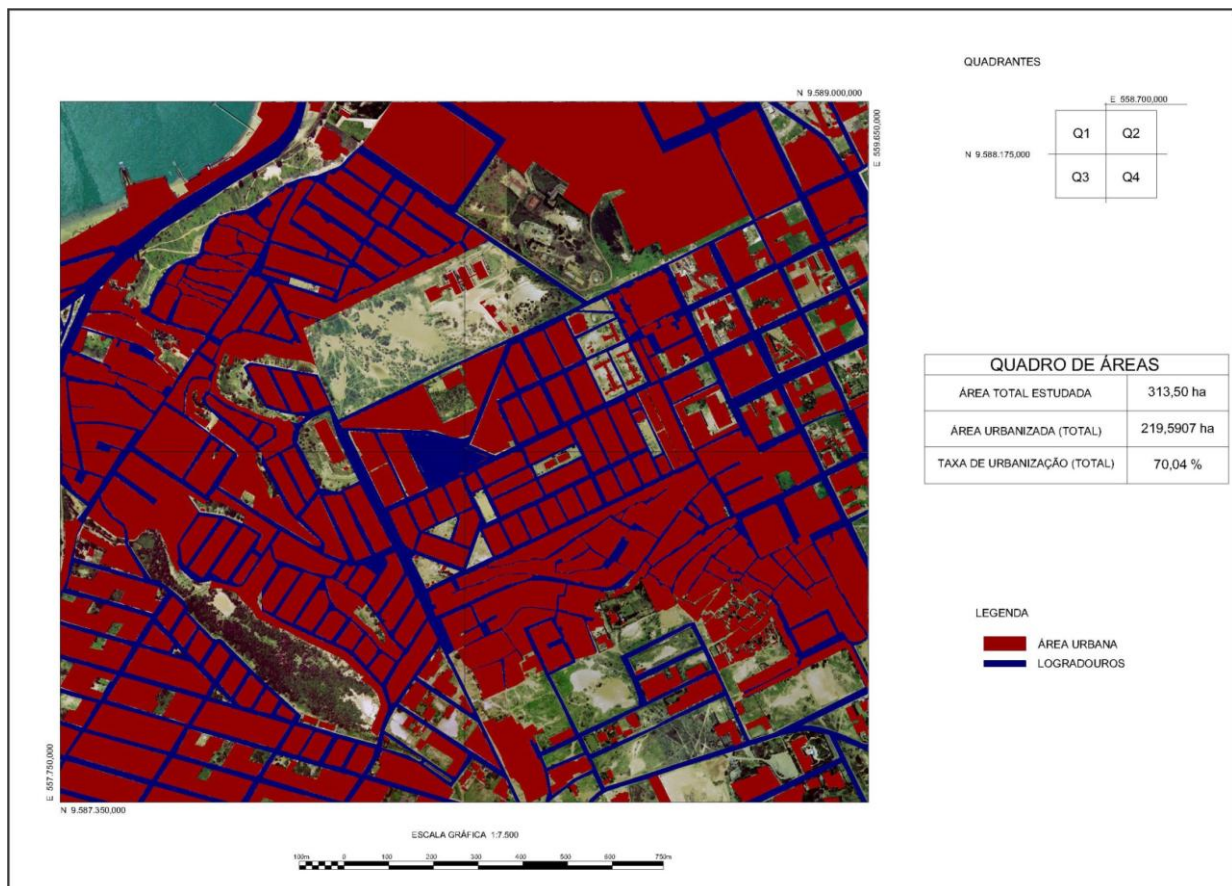 QUADRANTES
N 9.589.000,000
E 559.650,000
E 558.700,000
N 9.588.175,000
Q1 Q2
Q3 Q4
QUADRO DE ÁREAS
ÁREA TOTAL ESTUDADA 313,50 ha
ÁREA URBANIZADA (TOTAL) 219,5907 ha
TAXA DE URBANIZAÇÃO (TOTAL) 70,04 %
LEGENDA
ÁREA URBANA
LOGRADOUROS
E 557.750,000
N 9.587.350,000
ESCALA GRÁFICA 1:7.500
100m 0 100 200 300 400 500 600 750m